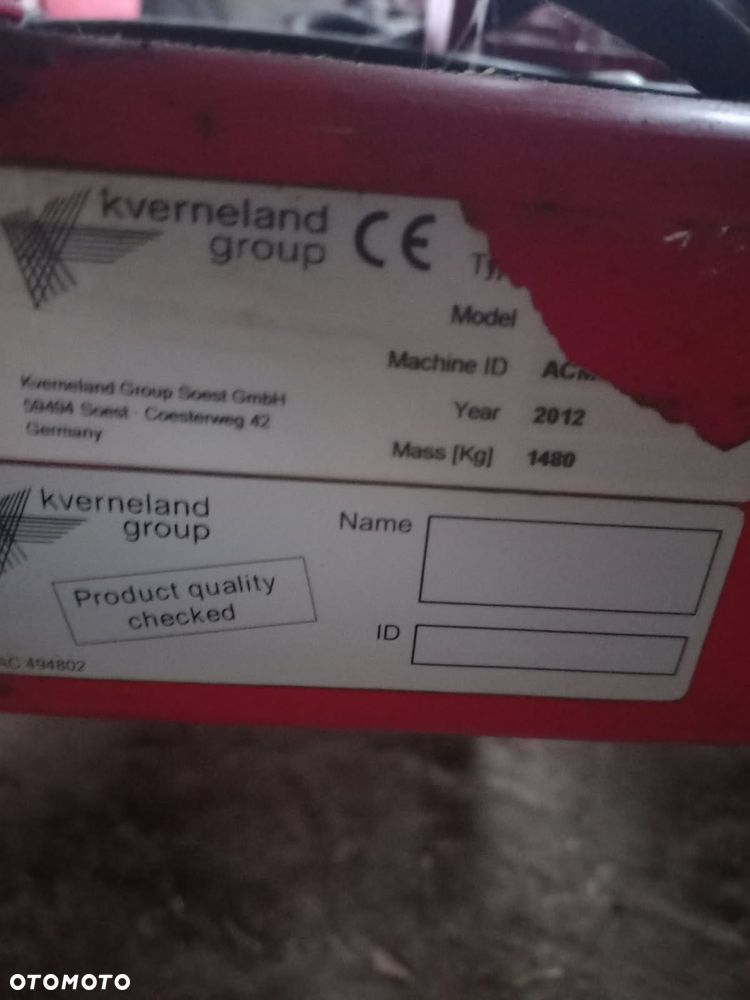 kverneland
group
CE
Model
Machine ID
Year 2012
Mass [Kg] 1480
Kverneland Group Soest GmbH
59494 Soest · Coesterweg 42
Germany
kverneland
group
Product quality
checked
Name
ID
AC 494802
OTOMOTO